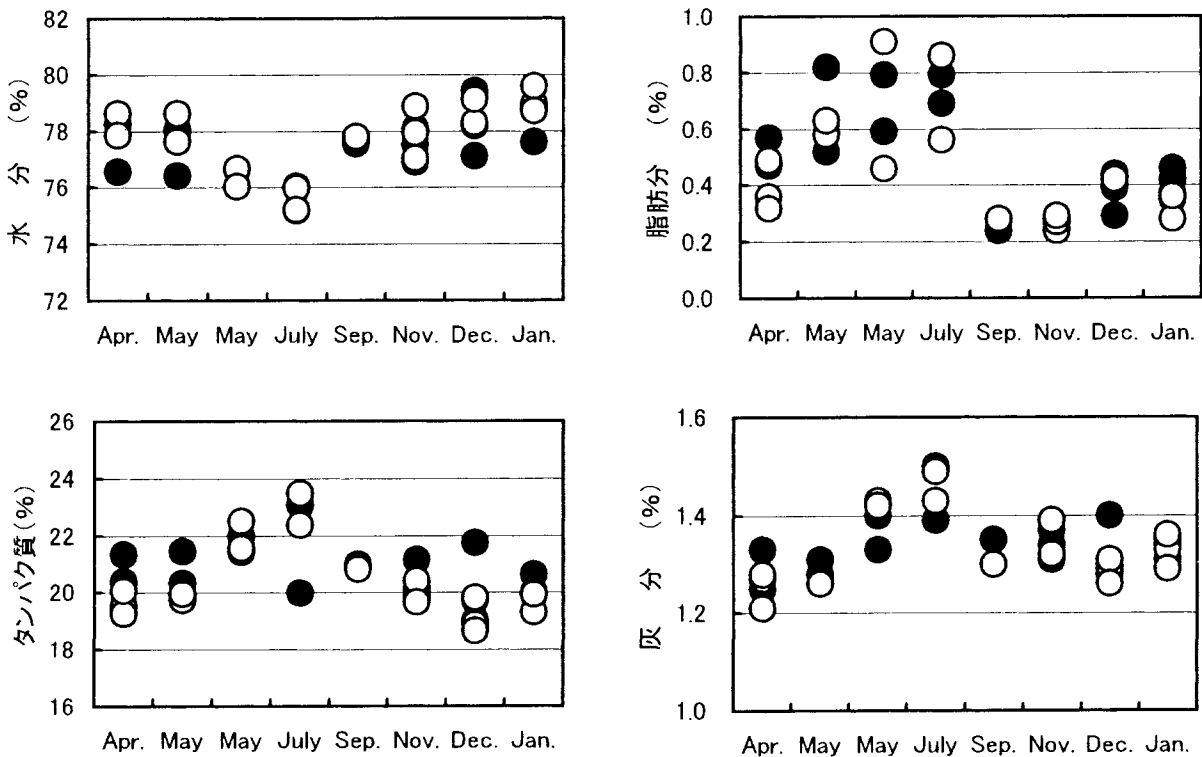 水 分 (%)
82
80
78
76
74
72
Apr. May May July Sep. Nov. Dec. Jan.
脂肪分 (%)
1.0
0.8
0.6
0.4
0.2
0.0
Apr. May May July Sep. Nov. Dec. Jan.
タンパク質(%)
26
24
22
20
18
16
Apr. May May July Sep. Nov. Dec. Jan.
灰 分 (%)
1.6
1.4
1.2
1.0
Apr. May May July Sep. Nov. Dec. Jan.